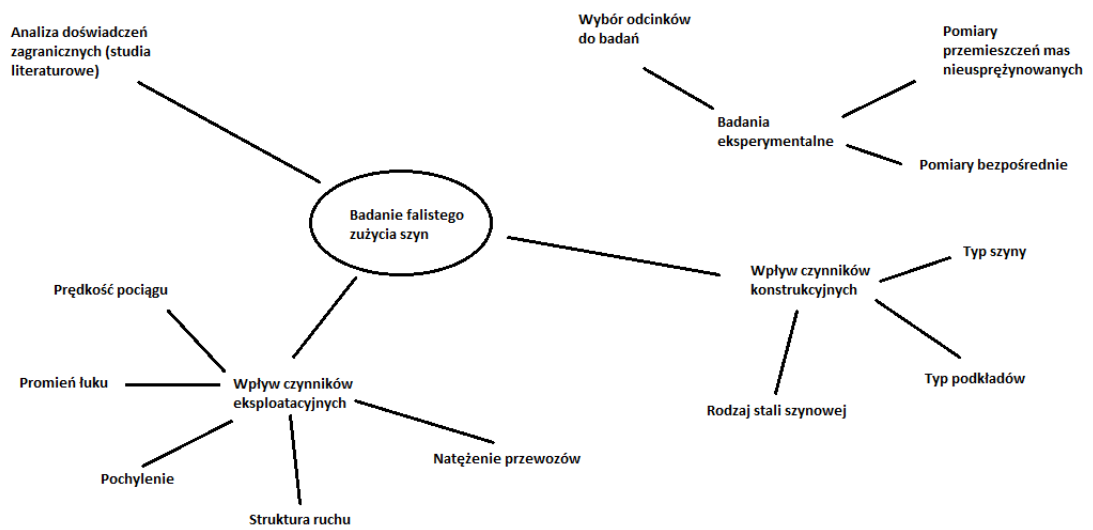 Analiza doświadczeń
zagranicznych (studia
literaturowe)
Wybór odcinków
do badań
Pomiary
przemieszczeń mas
nieusprężynowanych
Badania
eksperymentalne
Pomiary bezpośrednie
Badanie falistego
zużycia szyn
Wpływ czynników
konstrukcyjnych
Typ szyny
Typ podkładów
Rodzaj stali szynowej
Prędkość pociągu
Promień łuku
Wpływ czynników
eksploatacyjnych
Pochylenie
Struktura ruchu
Natężenie przewozów